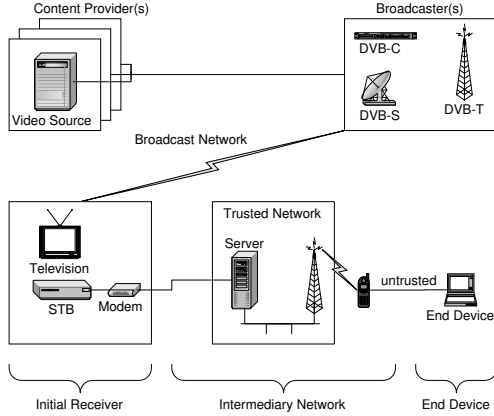 Content Provider(s)
Broadcaster(s)
DVB-C
Video Source
DVB-S
DVB-T
Broadcast Network
Trusted Network
Server
Television
untrusted
STB
Modem
End Device
Initial Receiver
Intermediary Network
End Device